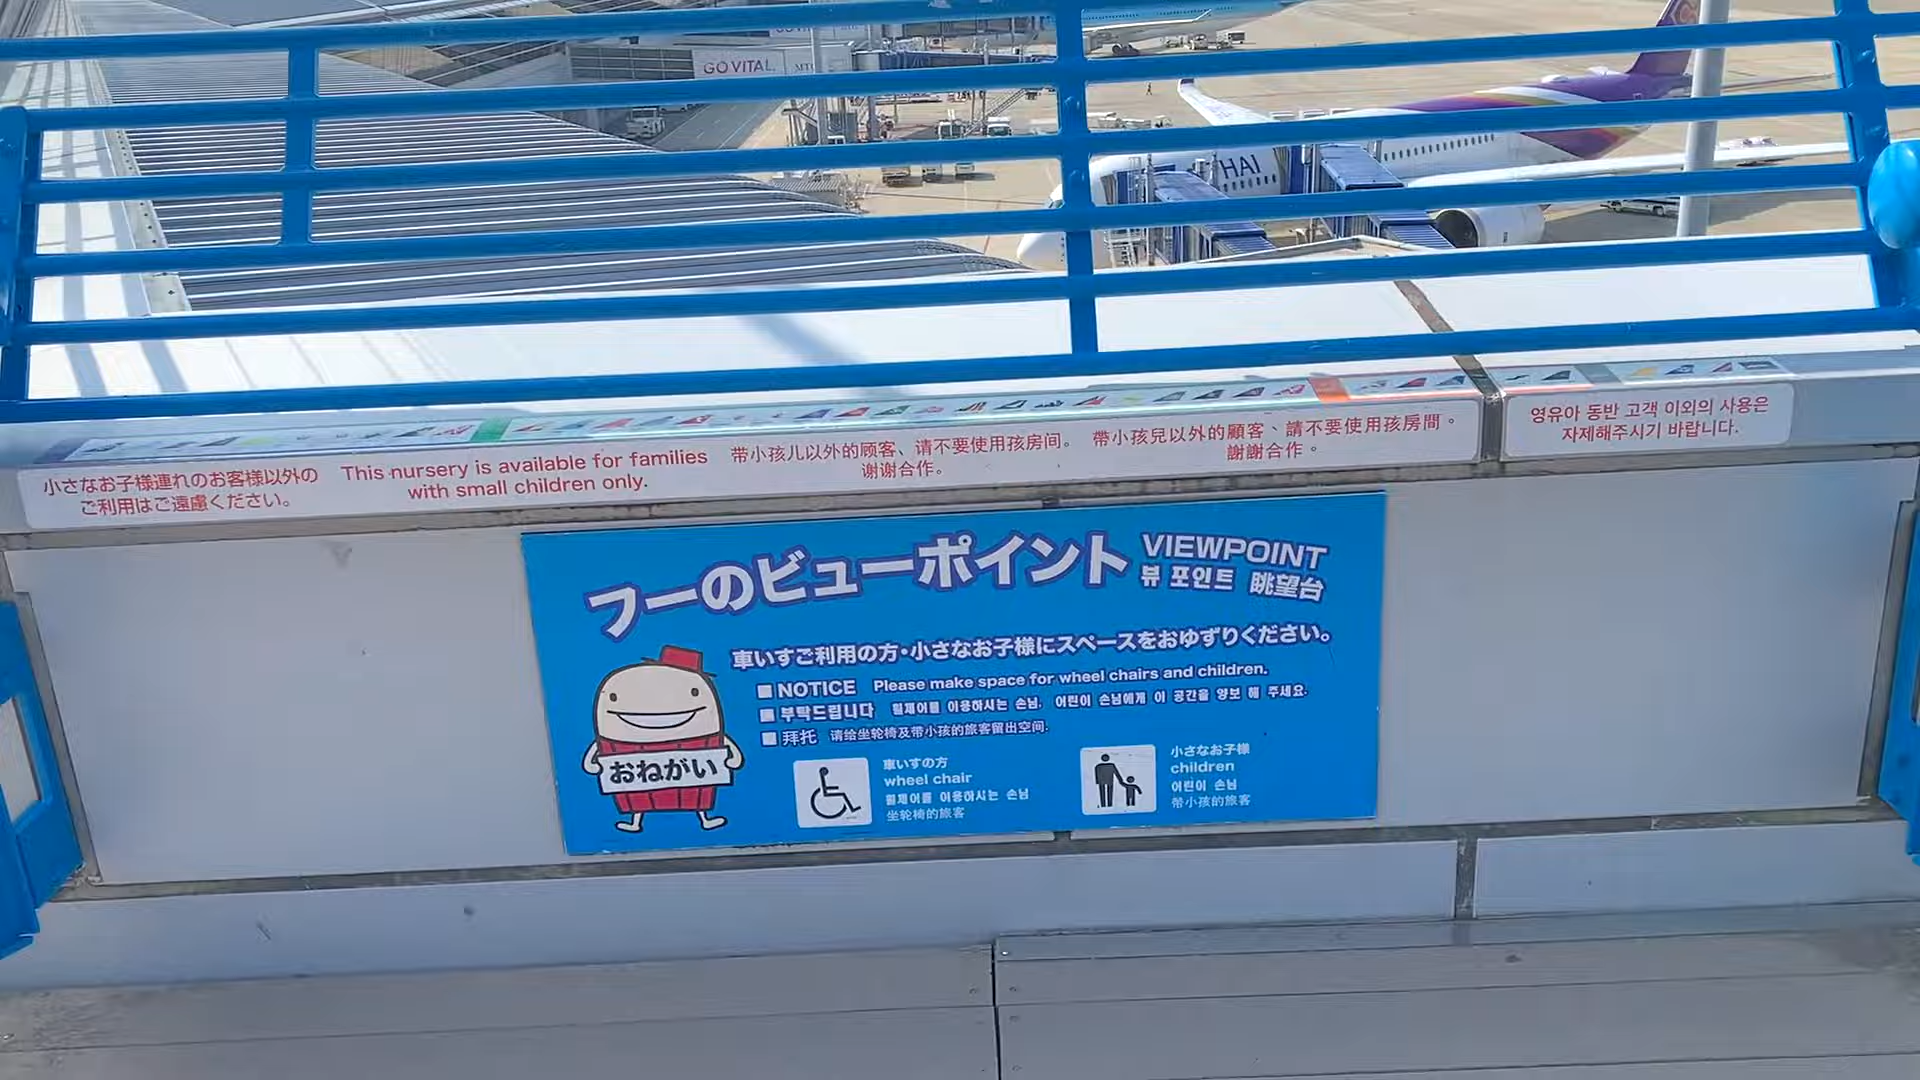 GO VITAL
THAI
小さなお子様連れのお客様以外の
ご利用はご遠慮ください。
This nursery is available for families
with small children only.
带小孩儿以外的顾客、请不要使用孩房间。
谢谢合作。
帶小孩兒以外的顧客、請不要使用孩房間。
謝謝合作。
영유아 동반 고객 이외의 사용은
자제해주시기 바랍니다.
フーのビューポイント
VIEWPOINT
뷰 포인트 眺望台
車いすご利用の方・小さなお子様にスペースをおゆずりください。
■ NOTICE Please make space for wheel chairs and children.
■ 부탁드립니다 휠체어를 이용하시는 손님, 어린이 손님에게 이 공간을 양보 해 주세요.
■ 拜托 请给坐轮椅及带小孩的旅客留出空间.
おねがい
車いすの方
wheel chair
휠체어를 이용하시는 손님
坐轮椅的旅客
小さなお子様
children
어린이 손님
带小孩的旅客